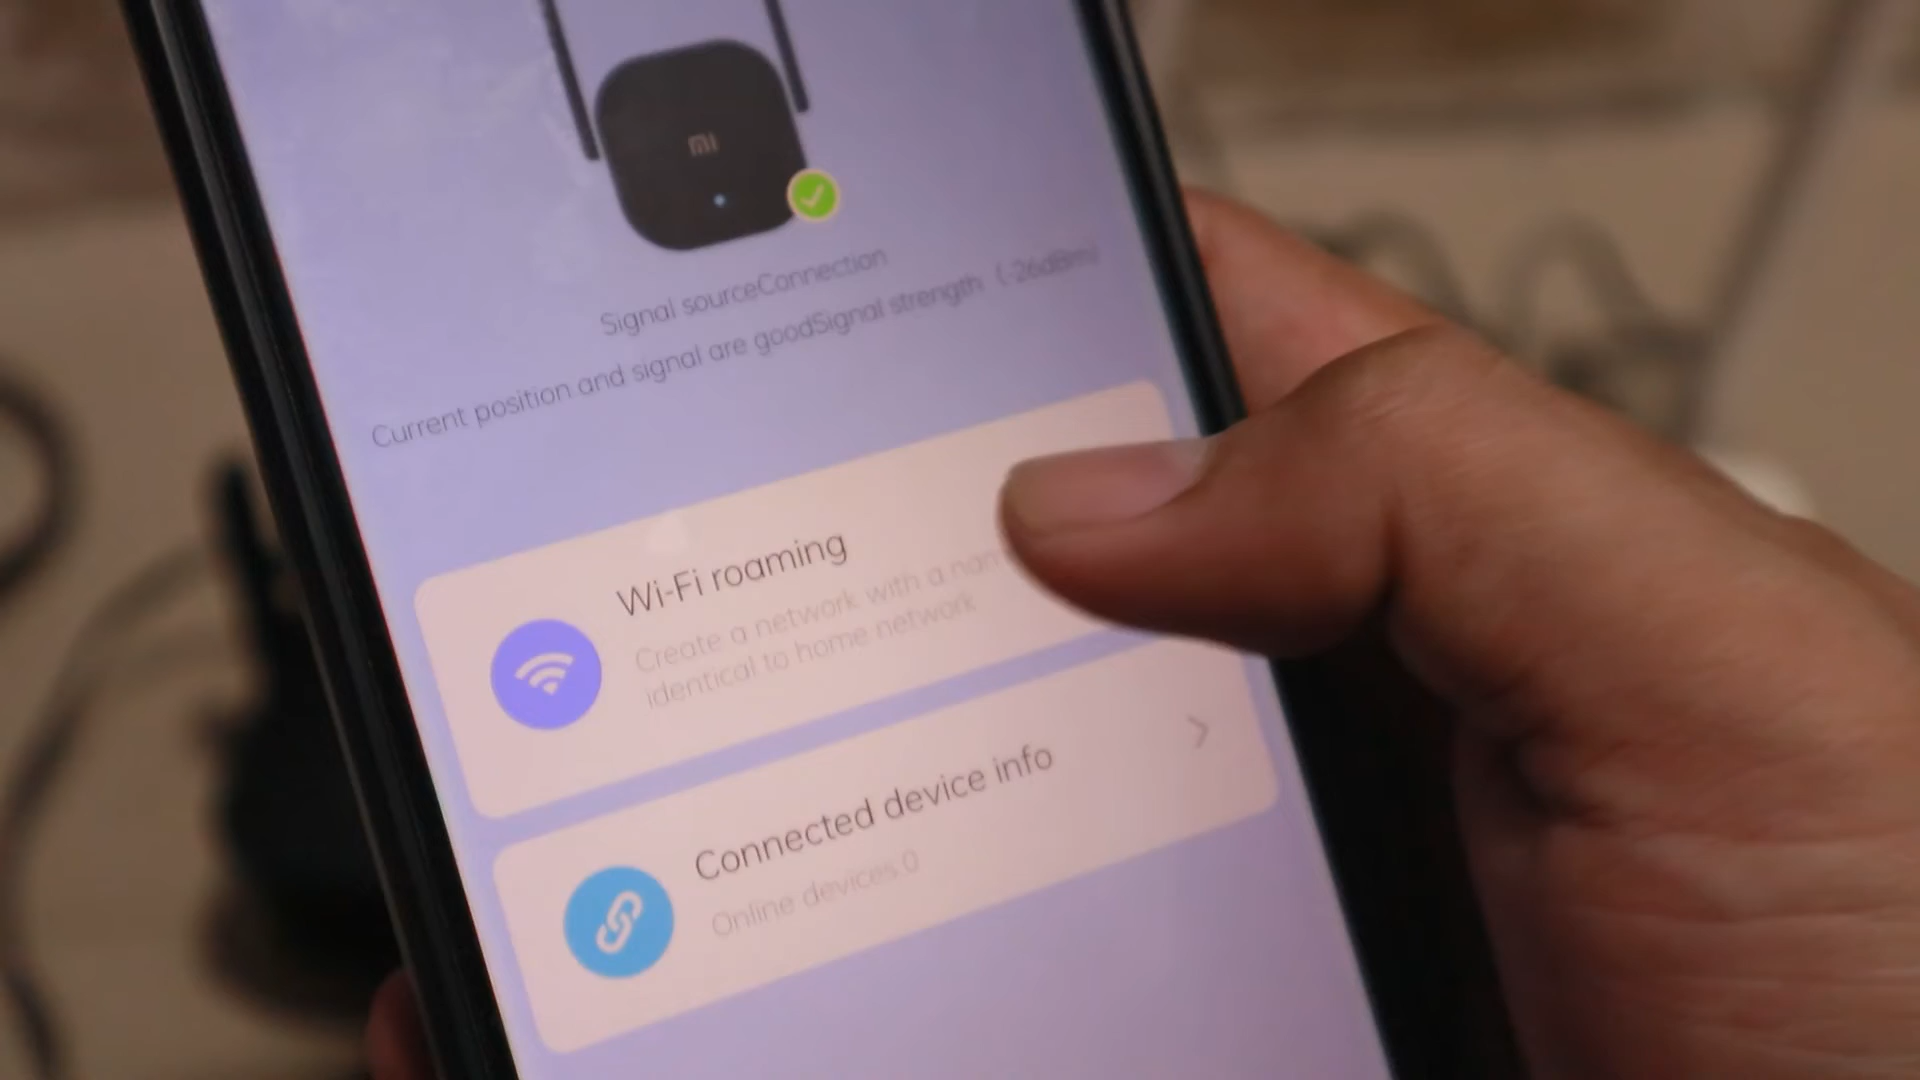 mi
Signal sourceConnection
Current position and signal are goodSignal strength (-26dBm)
Wi-Fi roaming
Create a network with a
identical to home network
Connected device info
Online devices 0